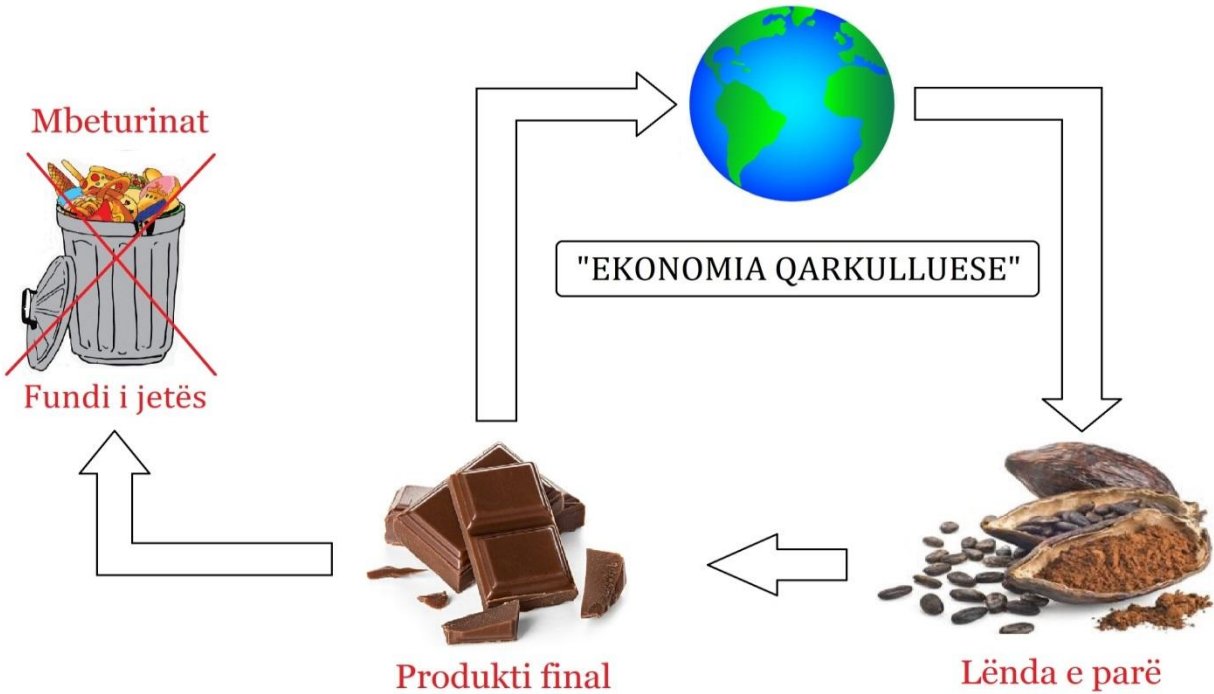 Mbeturinat
Fundi i jetës
"EKONOMIA QARKULLUESE"
Produkti final
Lënda e parë